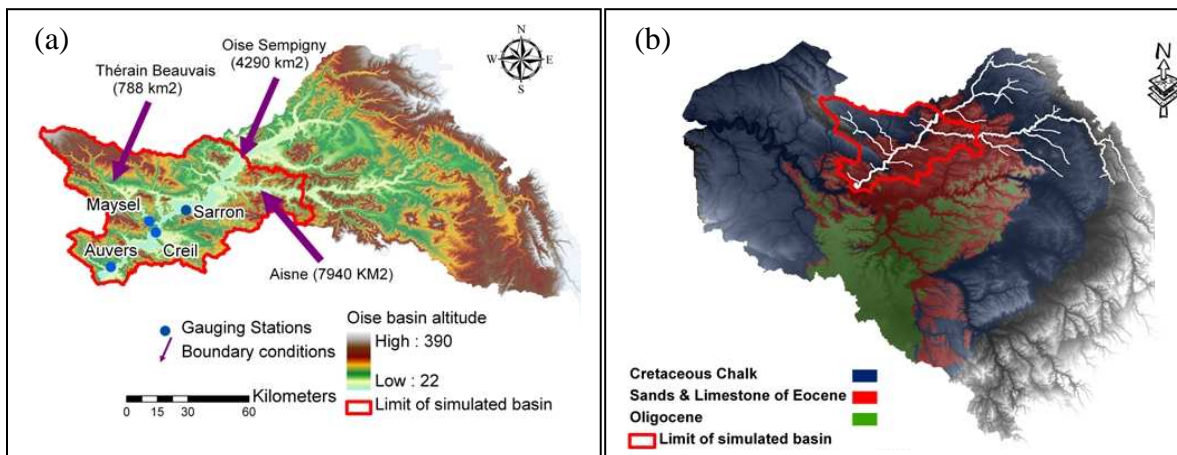 (a)
Oise Sempigny
(4290 km2)
Thérain Beauvais
(788 km2)
N
W E
S
Maysel
Sarron
Auvers
Creil
Aisne (7940 KM2)
Gauging Stations
Boundary conditions
Kilometers
0 15 30 60
Oise basin altitude
High : 390
Low : 22
Limit of simulated basin
(b)
N
Cretaceous Chalk
Sands & Limestone of Eocene
Oligocene
Limit of simulated basin